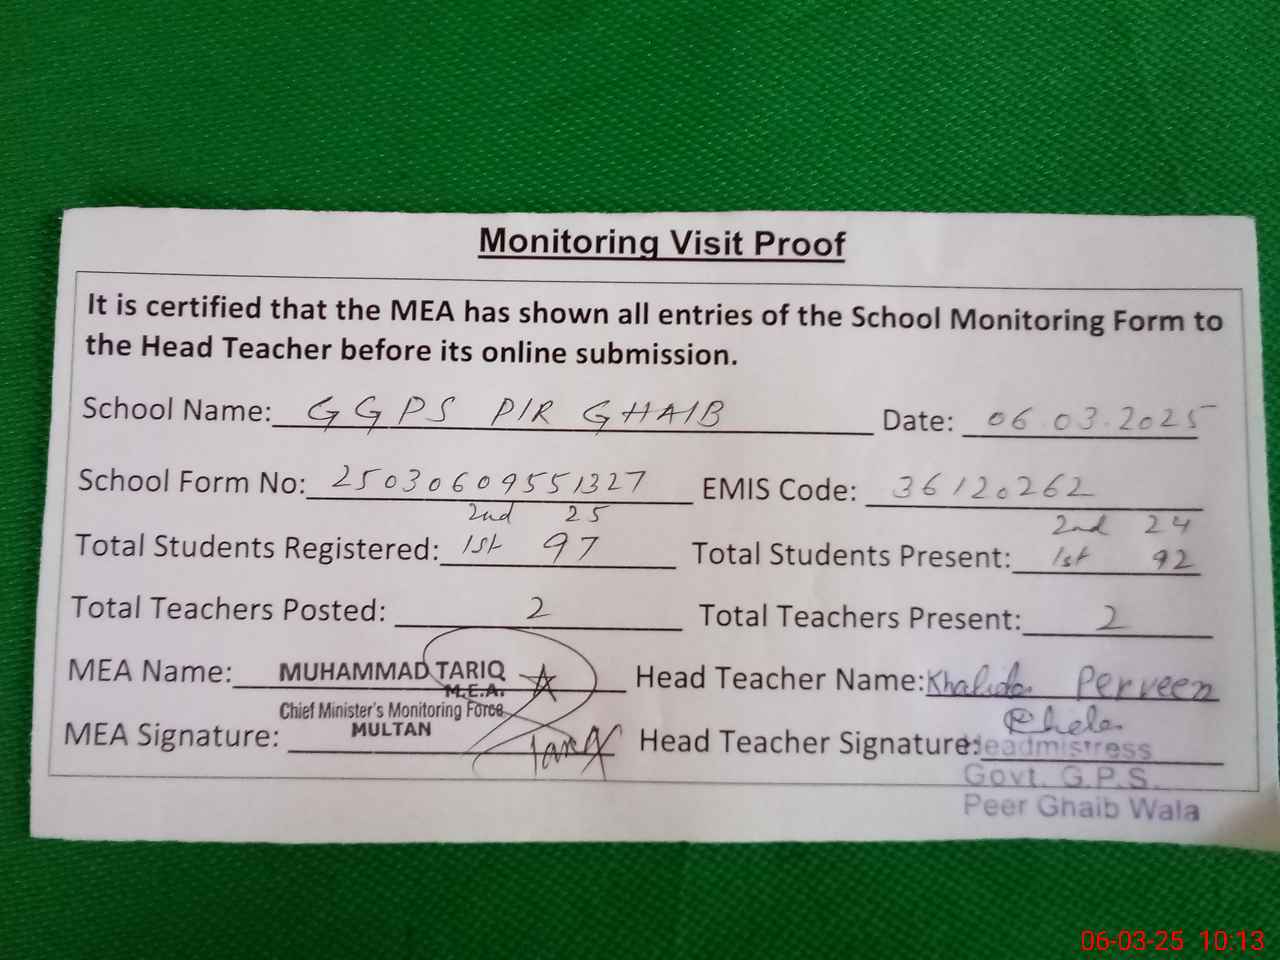 Monitoring Visit Proof
It is certified that the MEA has shown all entries of the School Monitoring Form to
the Head Teacher before its online submission.
School Name: GGPS PIR GHAIB Date: 06.03.2025
School Form No: 25030609551327 EMIS Code: 36120262
2nd 25 2nd 24
Total Students Registered: 1st 97 Total Students Present: 1st 92
Total Teachers Posted: 2 Total Teachers Present: 2
MEA Name: MUHAMMAD TARIQ Head Teacher Name: Khalida Perveen
M.E.A.
Chief Minister's Monitoring Force
MULTAN
MEA Signature: Tariq Head Teacher Signature:
Headmistress
Govt. G.P.S.
Peer Ghaib Wala
06-03-25 10:13